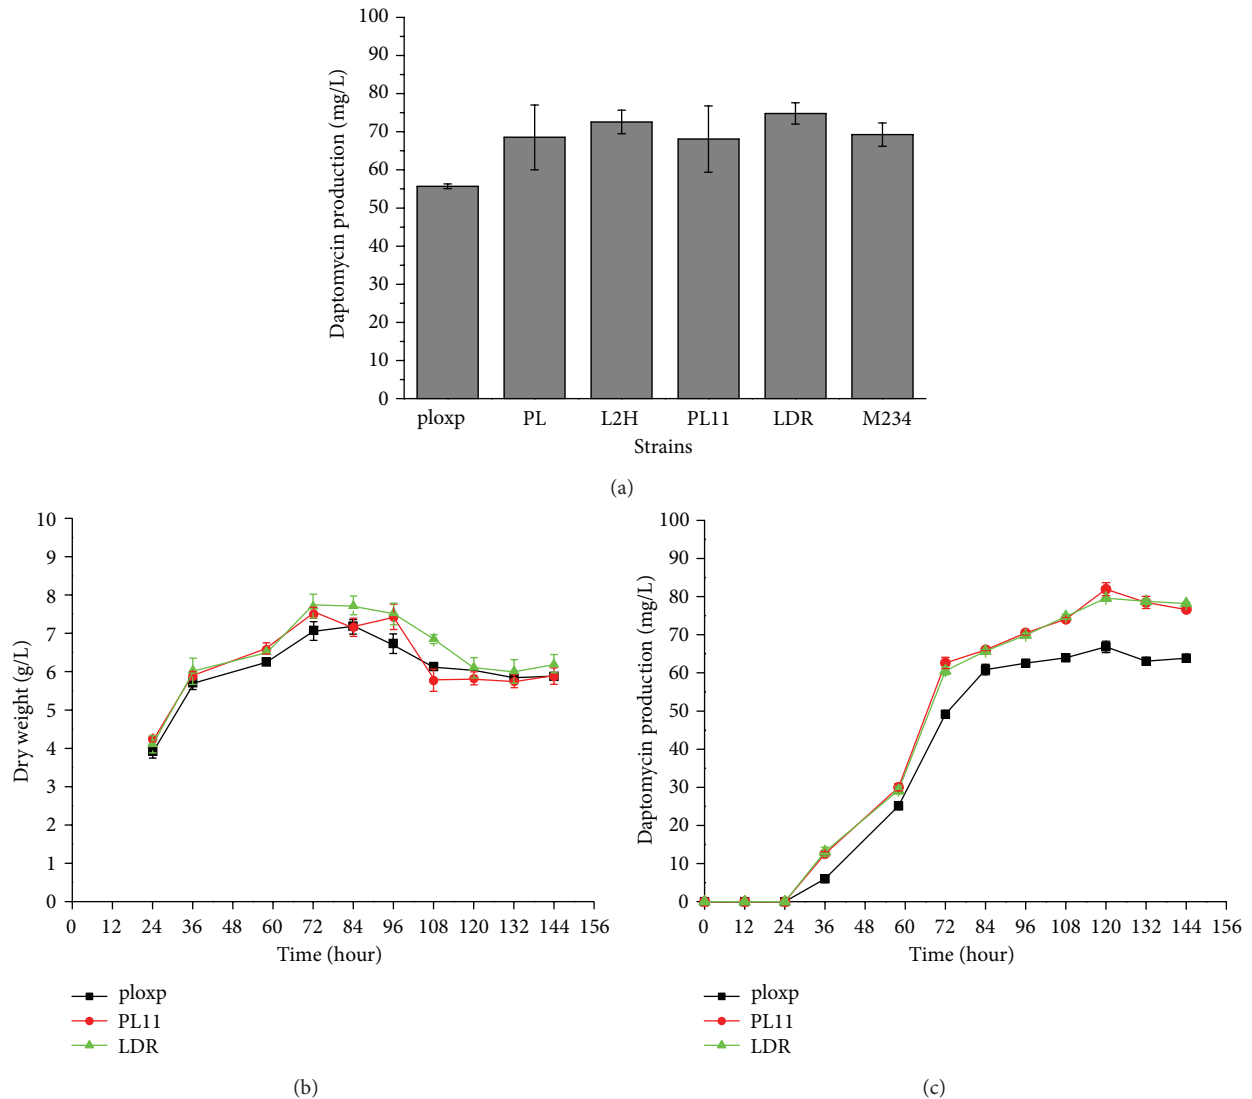 100
90
80
70
60
50
40
30
20
10
0
Daptomycin production (mg/L)
ploxp PL L2H PL11 LDR M234
Strains
(a)
10
9
8
7
6
5
4
3
2
1
0
Dry weight (g/L)
0 12 24 36 48 60 72 84 96 108 120 132 144 156
Time (hour)
ploxp
PL11
LDR
(b)
100
90
80
70
60
50
40
30
20
10
0
Daptomycin production (mg/L)
0 12 24 36 48 60 72 84 96 108 120 132 144 156
Time (hour)
ploxp
PL11
LDR
(c)